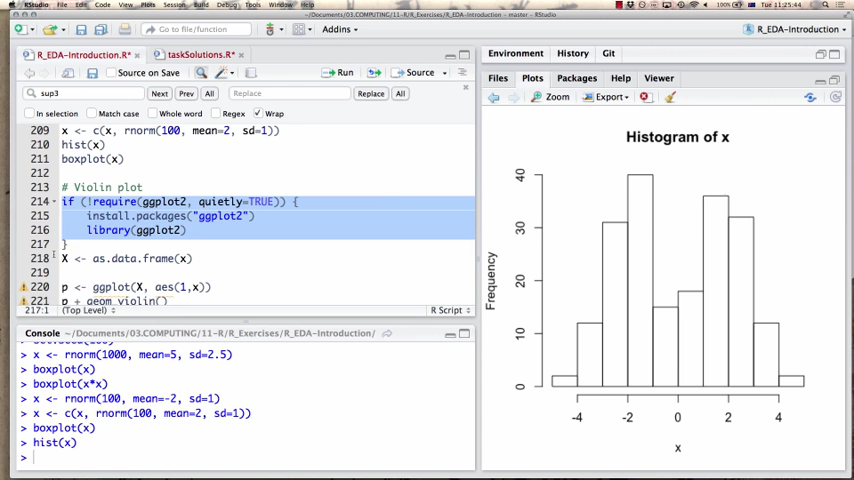 RStudio File Edit Code View Plots Session Build Debug Tools Window Help 100% Fri 11:25:44
~/Documents/03.COMPUTING/11-R/R_Exercises/R_EDA-Introduction - master - RStudio
Go to file/function Addins R_EDA-Introduction
R_EDA-Introduction.R* taskSolutions.R*
Source on Save Run Source
sup3 Next Prev All Replace Replace All
In selection Match case Whole word Regex Wrap
209 x <- c(x, rnorm(100, mean=2, sd=1))
210 hist(x)
211 boxplot(x)
212
213 # Violin plot
214 if (!require(ggplot2, quietly=TRUE)) {
215 install.packages("ggplot2")
216 library(ggplot2)
217 }
218 X <- as.data.frame(x)
219
220 p <- ggplot(X, aes(1,x))
221 p + geom_violin()
217:1 (Top Level) R Script
Console ~/Documents/03.COMPUTING/11-R/R_Exercises/R_EDA-Introduction/
> x <- rnorm(1000, mean=5, sd=2.5)
> boxplot(x)
> boxplot(x*x)
> x <- rnorm(100, mean=-2, sd=1)
> x <- c(x, rnorm(100, mean=2, sd=1))
> boxplot(x)
> hist(x)
>
Environment History Git
Files Plots Packages Help Viewer
Zoom Export
Histogram of x
Frequency
40
30
20
10
0
-4 -2 0 2 4
x